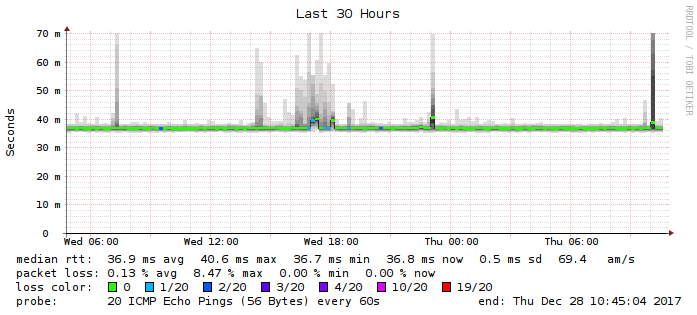 Last 30 Hours
RRDTOOL / TOBI OETIKER
Seconds
70 m
60 m
50 m
40 m
30 m
20 m
10 m
0
Wed 06:00 Wed 12:00 Wed 18:00 Thu 00:00 Thu 06:00
median rtt: 36.9 ms avg 40.6 ms max 36.7 ms min 36.8 ms now 0.5 ms sd 69.4 am/s
packet loss: 0.13 % avg 8.47 % max 0.00 % min 0.00 % now
loss color: 0 1/20 2/20 3/20 4/20 10/20 19/20
probe: 20 ICMP Echo Pings (56 Bytes) every 60s end: Thu Dec 28 10:45:04 2017